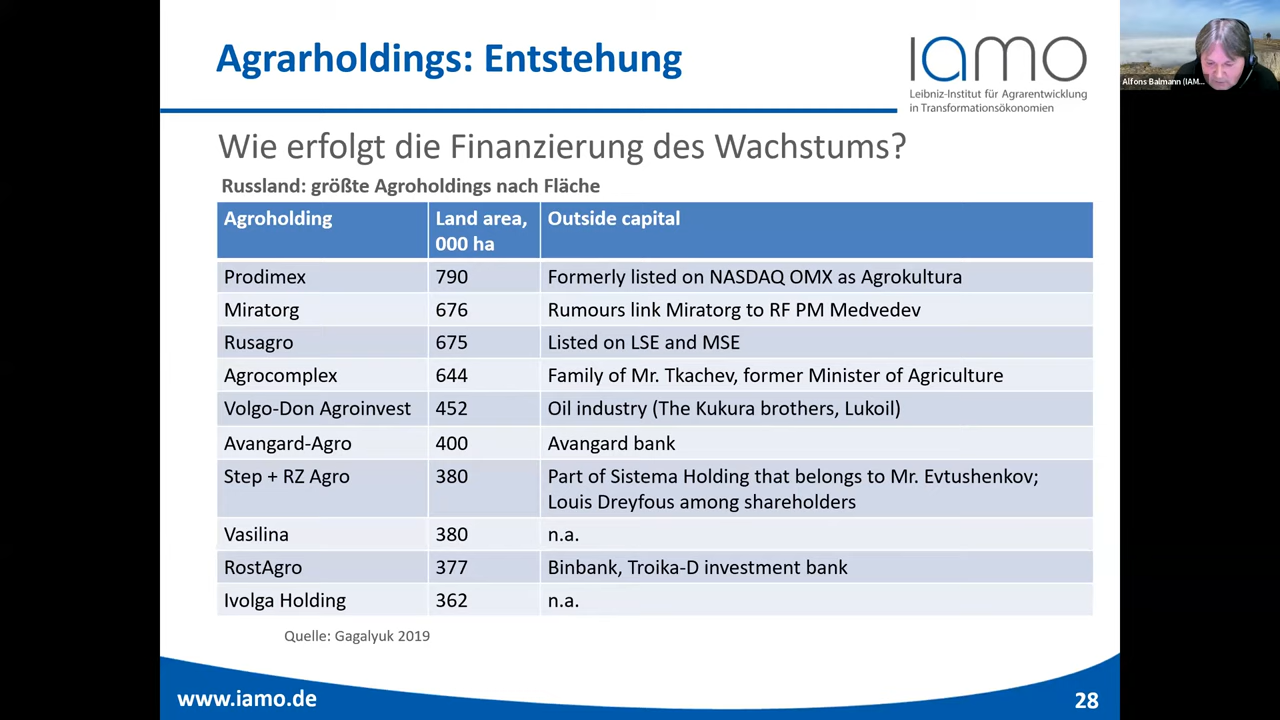 Agrarholdings: Entstehung
iamo
Leibniz-Institut für Agrarentwicklung
in Transformationsökonomien
Alfons Balmann (IAM...
Wie erfolgt die Finanzierung des Wachstums?
Russland: größte Agroholdings nach Fläche
Agroholding Land area, 000 ha Outside capital
Prodimex 790 Formerly listed on NASDAQ OMX as Agrokultura
Miratorg 676 Rumours link Miratorg to RF PM Medvedev
Rusagro 675 Listed on LSE and MSE
Agrocomplex 644 Family of Mr. Tkachev, former Minister of Agriculture
Volgo-Don Agroinvest 452 Oil industry (The Kukura brothers, Lukoil)
Avangard-Agro 400 Avangard bank
Step + RZ Agro 380 Part of Sistema Holding that belongs to Mr. Evtushenkov;
Louis Dreyfous among shareholders
Vasilina 380 n.a.
RostAgro 377 Binbank, Troika-D investment bank
Ivolga Holding 362 n.a.
Quelle: Gagalyuk 2019
www.iamo.de 28